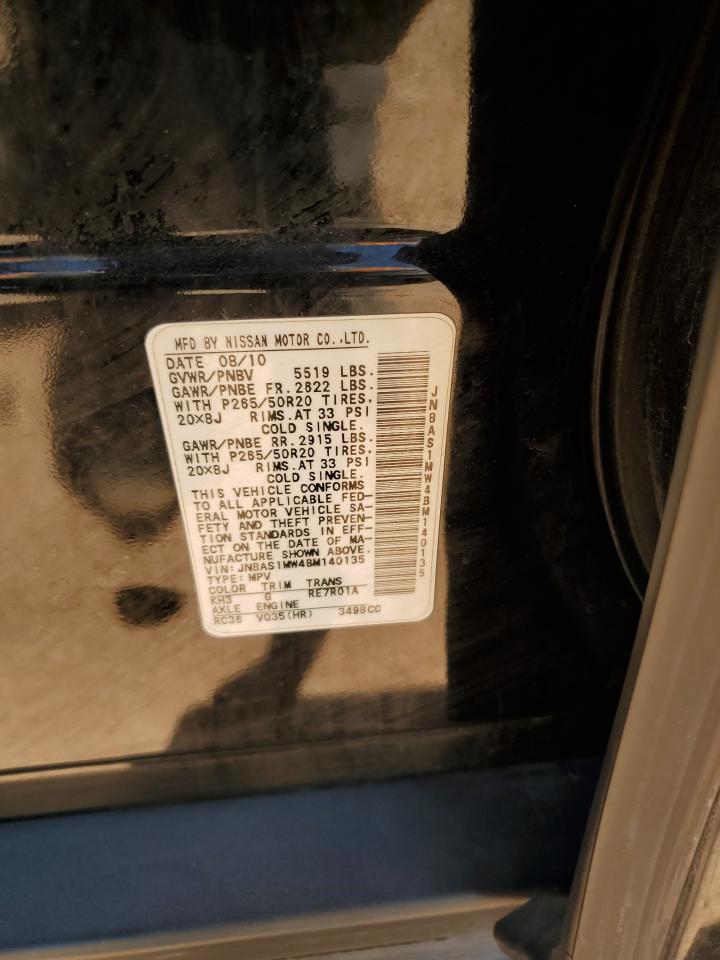 MFD BY NISSAN MOTOR CO.,LTD.
DATE 08/10
GVWR/PNBV 5519 LBS.
GAWR/PNBE FR.2822 LBS.
WITH P265/50R20 TIRES,
20X8J RIMS.AT 33 PSI
COLD SINGLE.
GAWR/PNBE RR.2915 LBS.
WITH P265/50R20 TIRES,
20X8J RIMS.AT 33 PSI
COLD SINGLE.
THIS VEHICLE CONFORMS
TO ALL APPLICABLE FED-
ERAL MOTOR VEHICLE SA-
FETY AND THEFT PREVEN-
TION STANDARDS IN EFF-
ECT ON THE DATE OF MA-
NUFACTURE SHOWN ABOVE.
VIN:JN8AS1MW4BM140135
TYPE:MPV
COLOR TRIM TRANS
KH3 G RE7R01A
AXLE ENGINE
RC38 VQ35(HR) 3498CC
JN8AS1MW4BM140135